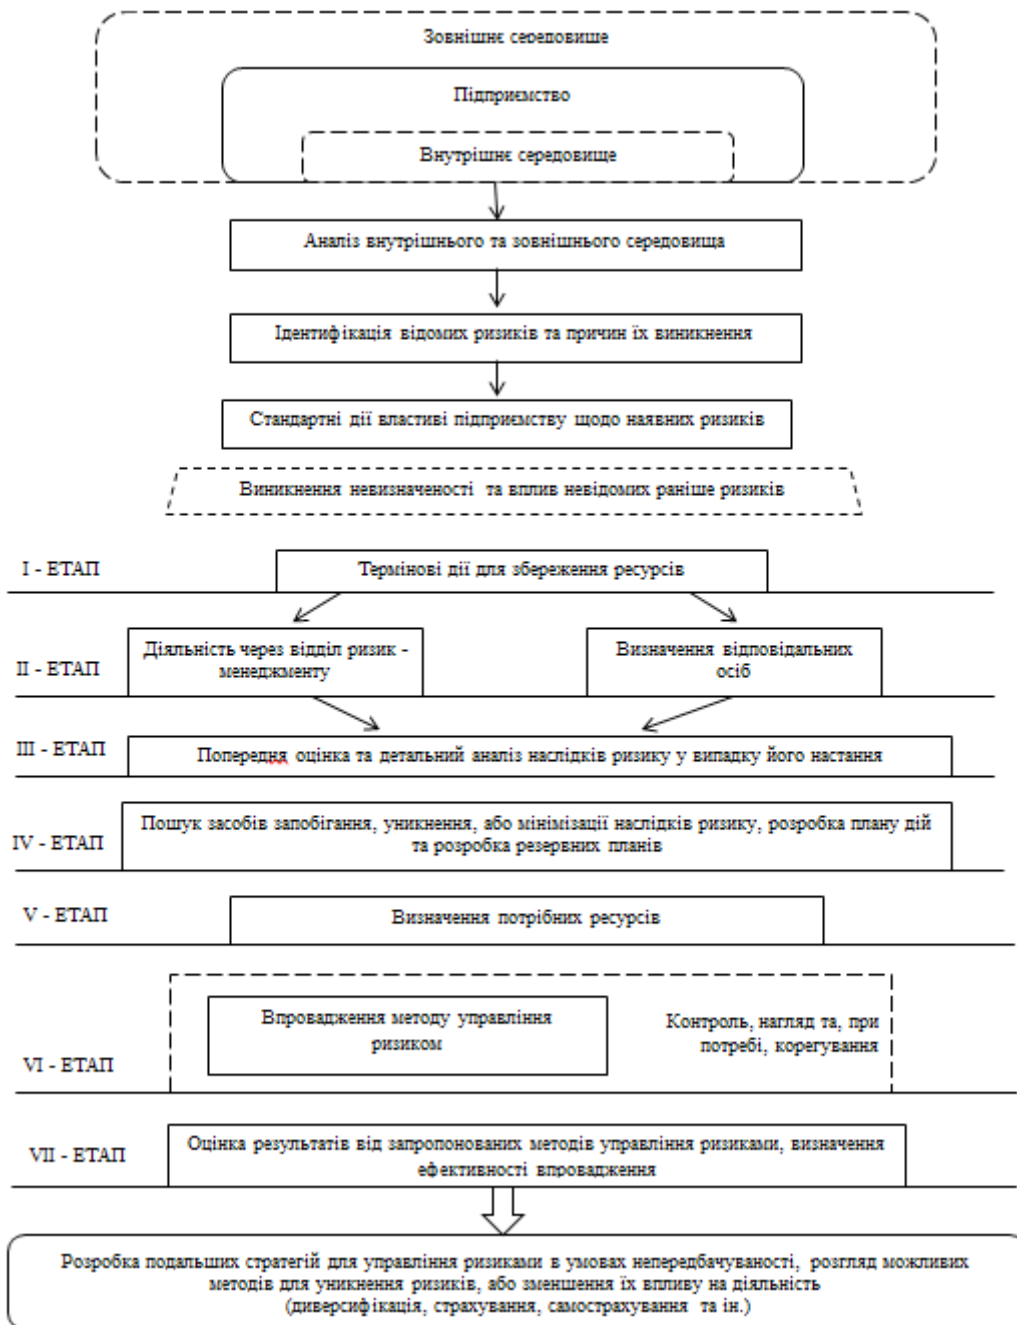 Зовнішнє середовище
Підприємство
Внутрішнє середовище
Аналіз внутрішнього та зовнішнього середовища
Ідентифікація відомих ризиків та причин їх виникнення
Стандартні дії властиві підприємству щодо наявних ризиків
Виникнення невизначеності та вплив невідомих раніше ризиків
I - ЕТАП
Термінові дії для збереження ресурсів
II - ЕТАП
Діяльність через відділ ризик -
менеджменту
Визначення відповідальних
осіб
III - ЕТАП
Попередня оцінка та детальний аналіз наслідків ризику у випадку його настання
IV - ЕТАП
Пошук засобів запобігання, уникнення, або мінімізації наслідків ризику, розробка плану дій
та розробка резервних планів
V - ЕТАП
Визначення потрібних ресурсів
VI - ЕТАП
Впровадження методу управління
ризиком
Контроль, нагляд та, при
потребі, корегування
VII - ЕТАП
Оцінка результатів від запропонованих методів управління ризиками, визначення
ефективності впровадження
Розробка подальших стратегій для управління ризиками в умовах непередбачуваності, розгляд можливих
методів для уникнення ризиків, або зменшення їх впливу на діяльність
(диверсифікація, страхування, самострахування та ін.)